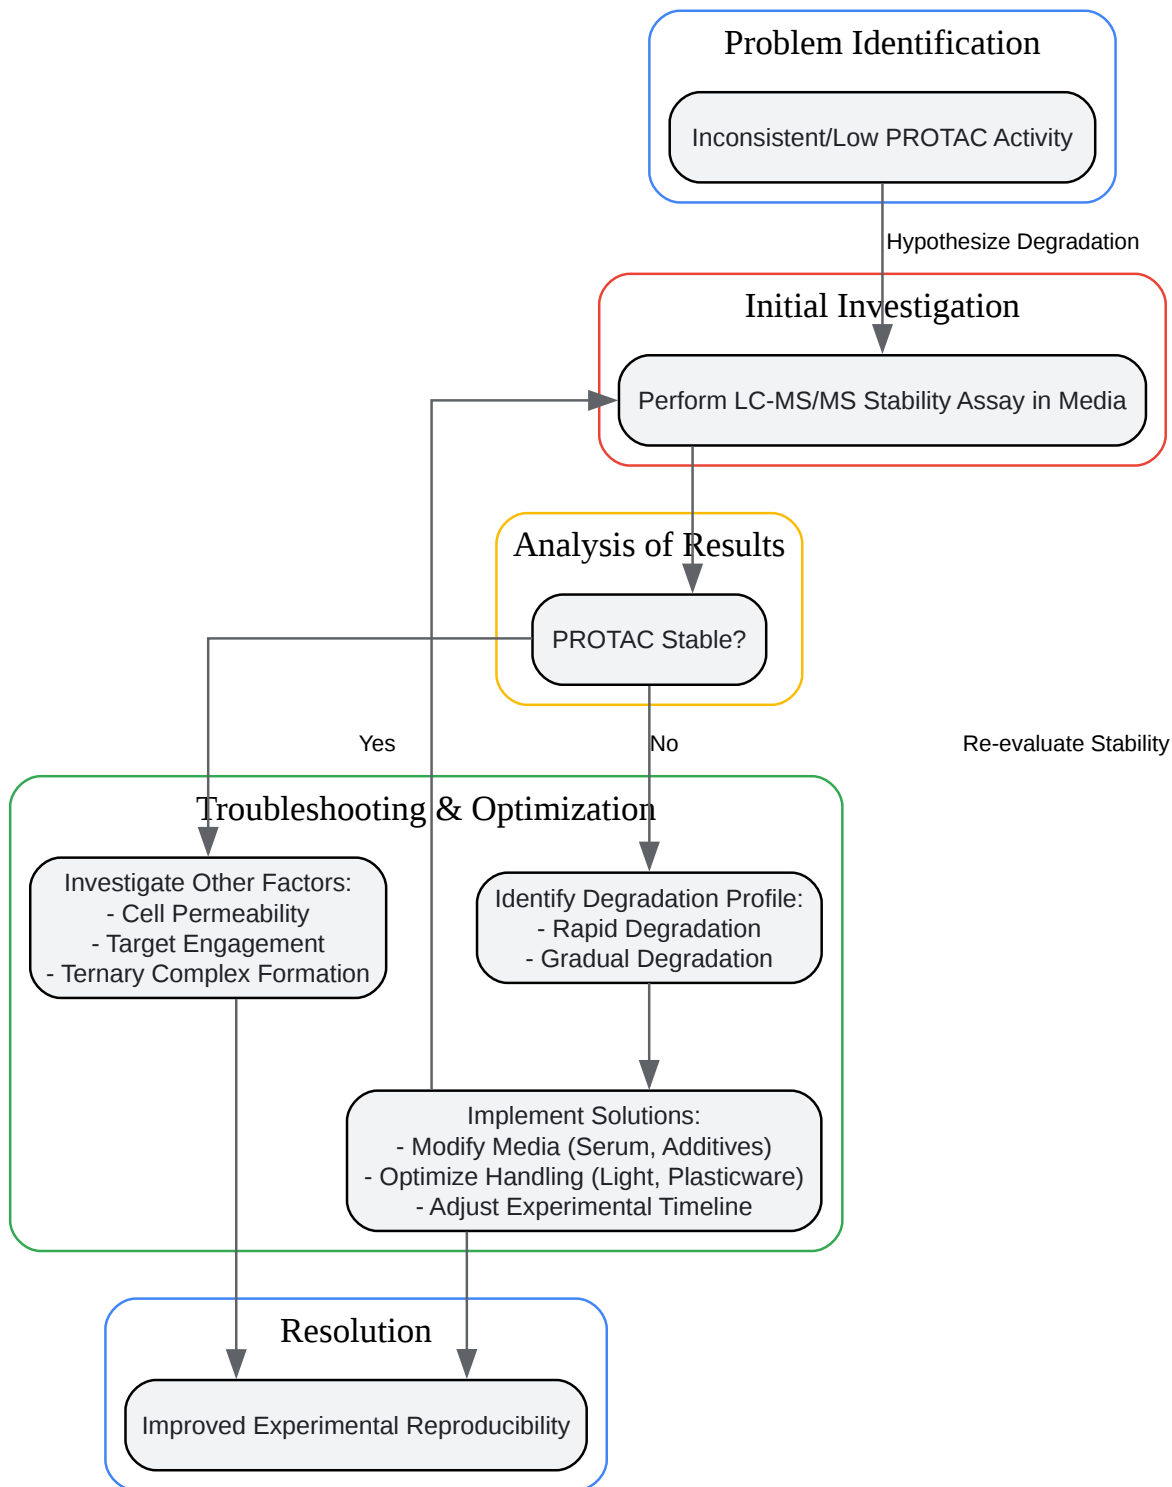 Problem Identification
Inconsistent/Low PROTAC Activity
Hypothesize Degradation
Initial Investigation
Perform LC-MS/MS Stability Assay in Media
Analysis of Results
PROTAC Stable?
Yes
No
Re-evaluate Stability
Troubleshooting & Optimization
Investigate Other Factors:
- Cell Permeability
- Target Engagement
- Ternary Complex Formation
Identify Degradation Profile:
- Rapid Degradation
- Gradual Degradation
Implement Solutions:
- Modify Media (Serum, Additives)
- Optimize Handling (Light, Plasticware)
- Adjust Experimental Timeline
Resolution
Improved Experimental Reproducibility